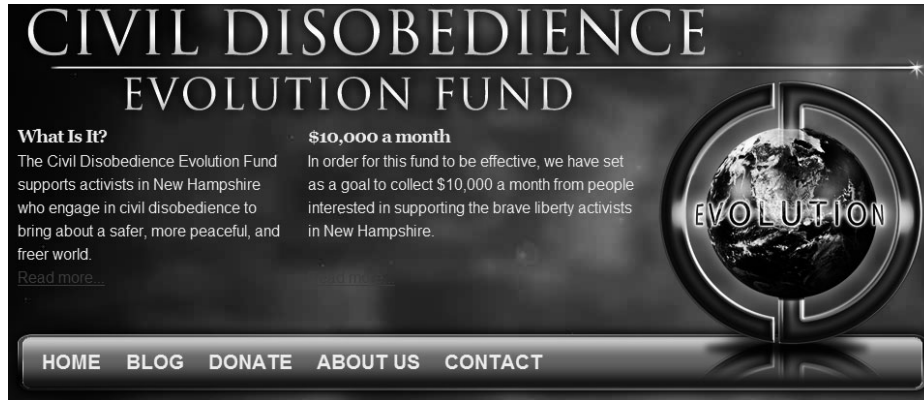 CIVIL DISOBEDIENCE
EVOLUTION FUND
What Is It?
The Civil Disobedience Evolution Fund
supports activists in New Hampshire
who engage in civil disobedience to
bring about a safer, more peaceful, and
freer world.
Read more...
$10,000 a month
In order for this fund to be effective, we have set
as a goal to collect $10,000 a month from people
interested in supporting the brave liberty activists
in New Hampshire.
Read more...
EVOLUTION
HOME BLOG DONATE ABOUT US CONTACT